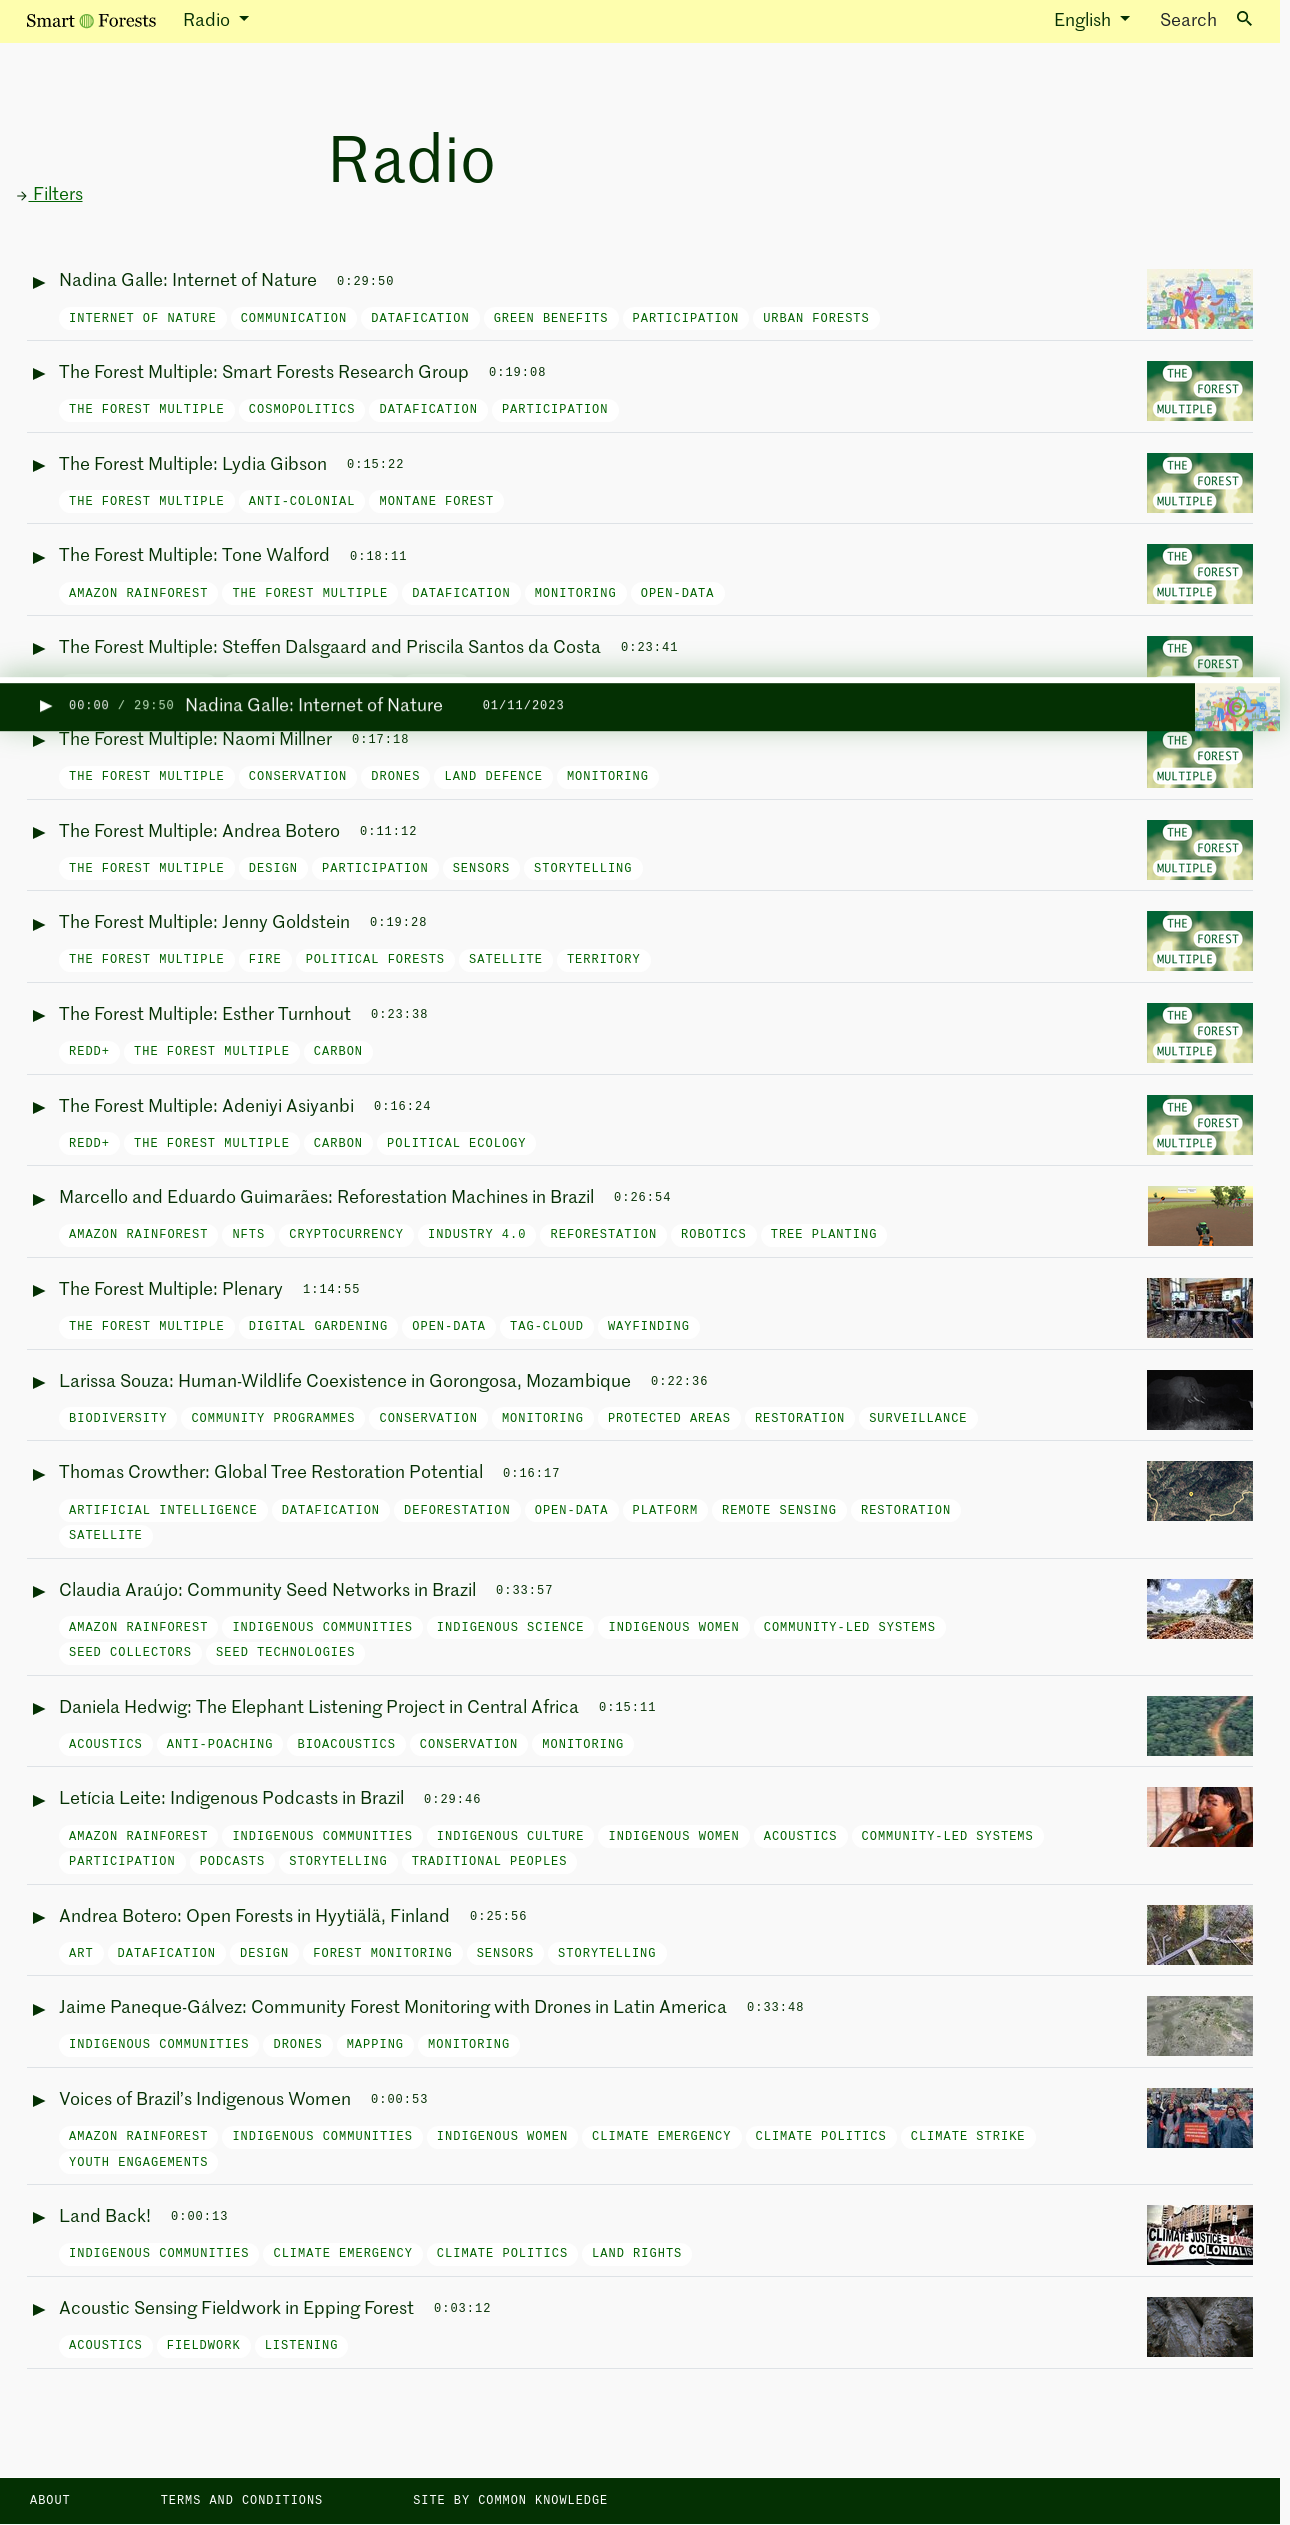 Smart Forests Radio English Search
Radio
→ Filters
Nadina Galle: Internet of Nature 0:29:50
INTERNET OF NATURE COMMUNICATION DATAFICATION GREEN BENEFITS PARTICIPATION URBAN FORESTS
The Forest Multiple: Smart Forests Research Group 0:19:08
THE FOREST MULTIPLE COSMOPOLITICS DATAFICATION PARTICIPATION
THE
FOREST
MULTIPLE
The Forest Multiple: Lydia Gibson 0:15:22
THE FOREST MULTIPLE ANTI-COLONIAL MONTANE FOREST
THE
FOREST
MULTIPLE
The Forest Multiple: Tone Walford 0:18:11
AMAZON RAINFOREST THE FOREST MULTIPLE DATAFICATION MONITORING OPEN-DATA
THE
FOREST
MULTIPLE
The Forest Multiple: Steffen Dalsgaard and Priscila Santos da Costa 0:23:41
THE
FOREST
00:00 / 29:50 Nadina Galle: Internet of Nature 01/11/2023
The Forest Multiple: Naomi Millner 0:17:18
THE FOREST MULTIPLE CONSERVATION DRONES LAND DEFENCE MONITORING
THE
FOREST
MULTIPLE
The Forest Multiple: Andrea Botero 0:11:12
THE FOREST MULTIPLE DESIGN PARTICIPATION SENSORS STORYTELLING
THE
FOREST
MULTIPLE
The Forest Multiple: Jenny Goldstein 0:19:28
THE FOREST MULTIPLE FIRE POLITICAL FORESTS SATELLITE TERRITORY
THE
FOREST
MULTIPLE
The Forest Multiple: Esther Turnhout 0:23:38
REDD+ THE FOREST MULTIPLE CARBON
THE
FOREST
MULTIPLE
The Forest Multiple: Adeniyi Asiyanbi 0:16:24
REDD+ THE FOREST MULTIPLE CARBON POLITICAL ECOLOGY
THE
FOREST
MULTIPLE
Marcello and Eduardo Guimarães: Reforestation Machines in Brazil 0:26:54
AMAZON RAINFOREST NFTS CRYPTOCURRENCY INDUSTRY 4.0 REFORESTATION ROBOTICS TREE PLANTING
The Forest Multiple: Plenary 1:14:55
THE FOREST MULTIPLE DIGITAL GARDENING OPEN-DATA TAG-CLOUD WAYFINDING
Larissa Souza: Human-Wildlife Coexistence in Gorongosa, Mozambique 0:22:36
BIODIVERSITY COMMUNITY PROGRAMMES CONSERVATION MONITORING PROTECTED AREAS RESTORATION SURVEILLANCE
Thomas Crowther: Global Tree Restoration Potential 0:16:17
ARTIFICIAL INTELLIGENCE DATAFICATION DEFORESTATION OPEN-DATA PLATFORM REMOTE SENSING RESTORATION
SATELLITE
Claudia Araújo: Community Seed Networks in Brazil 0:33:57
AMAZON RAINFOREST INDIGENOUS COMMUNITIES INDIGENOUS SCIENCE INDIGENOUS WOMEN COMMUNITY-LED SYSTEMS
SEED COLLECTORS SEED TECHNOLOGIES
Daniela Hedwig: The Elephant Listening Project in Central Africa 0:15:11
ACOUSTICS ANTI-POACHING BIOACOUSTICS CONSERVATION MONITORING
Letícia Leite: Indigenous Podcasts in Brazil 0:29:46
AMAZON RAINFOREST INDIGENOUS COMMUNITIES INDIGENOUS CULTURE INDIGENOUS WOMEN ACOUSTICS COMMUNITY-LED SYSTEMS
PARTICIPATION PODCASTS STORYTELLING TRADITIONAL PEOPLES
Andrea Botero: Open Forests in Hyytiälä, Finland 0:25:56
ART DATAFICATION DESIGN FOREST MONITORING SENSORS STORYTELLING
Jaime Paneque-Gálvez: Community Forest Monitoring with Drones in Latin America 0:33:48
INDIGENOUS COMMUNITIES DRONES MAPPING MONITORING
Voices of Brazil’s Indigenous Women 0:00:53
AMAZON RAINFOREST INDIGENOUS COMMUNITIES INDIGENOUS WOMEN CLIMATE EMERGENCY CLIMATE POLITICS CLIMATE STRIKE
YOUTH ENGAGEMENTS
Land Back! 0:00:13
INDIGENOUS COMMUNITIES CLIMATE EMERGENCY CLIMATE POLITICS LAND RIGHTS
CLIMATE JUSTICE =
END COLONIALIS
Acoustic Sensing Fieldwork in Epping Forest 0:03:12
ACOUSTICS FIELDWORK LISTENING
ABOUT TERMS AND CONDITIONS SITE BY COMMON KNOWLEDGE